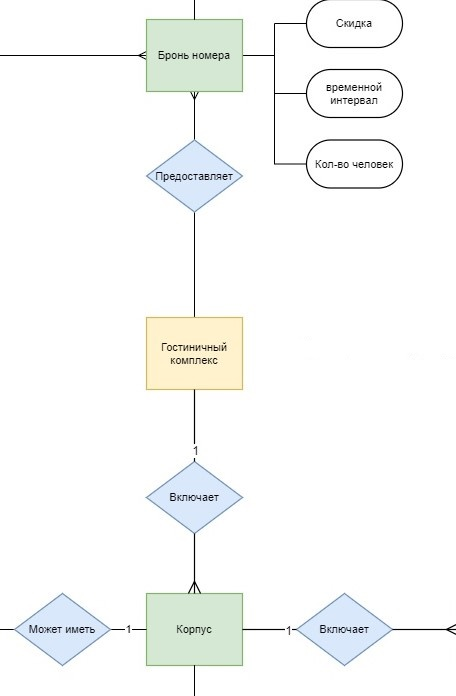 Скидка
Бронь номера
временной
интервал
Кол-во человек
Предоставляет
Гостиничный
комплекс
1
Включает
Может иметь
1
Корпус
1
Включает